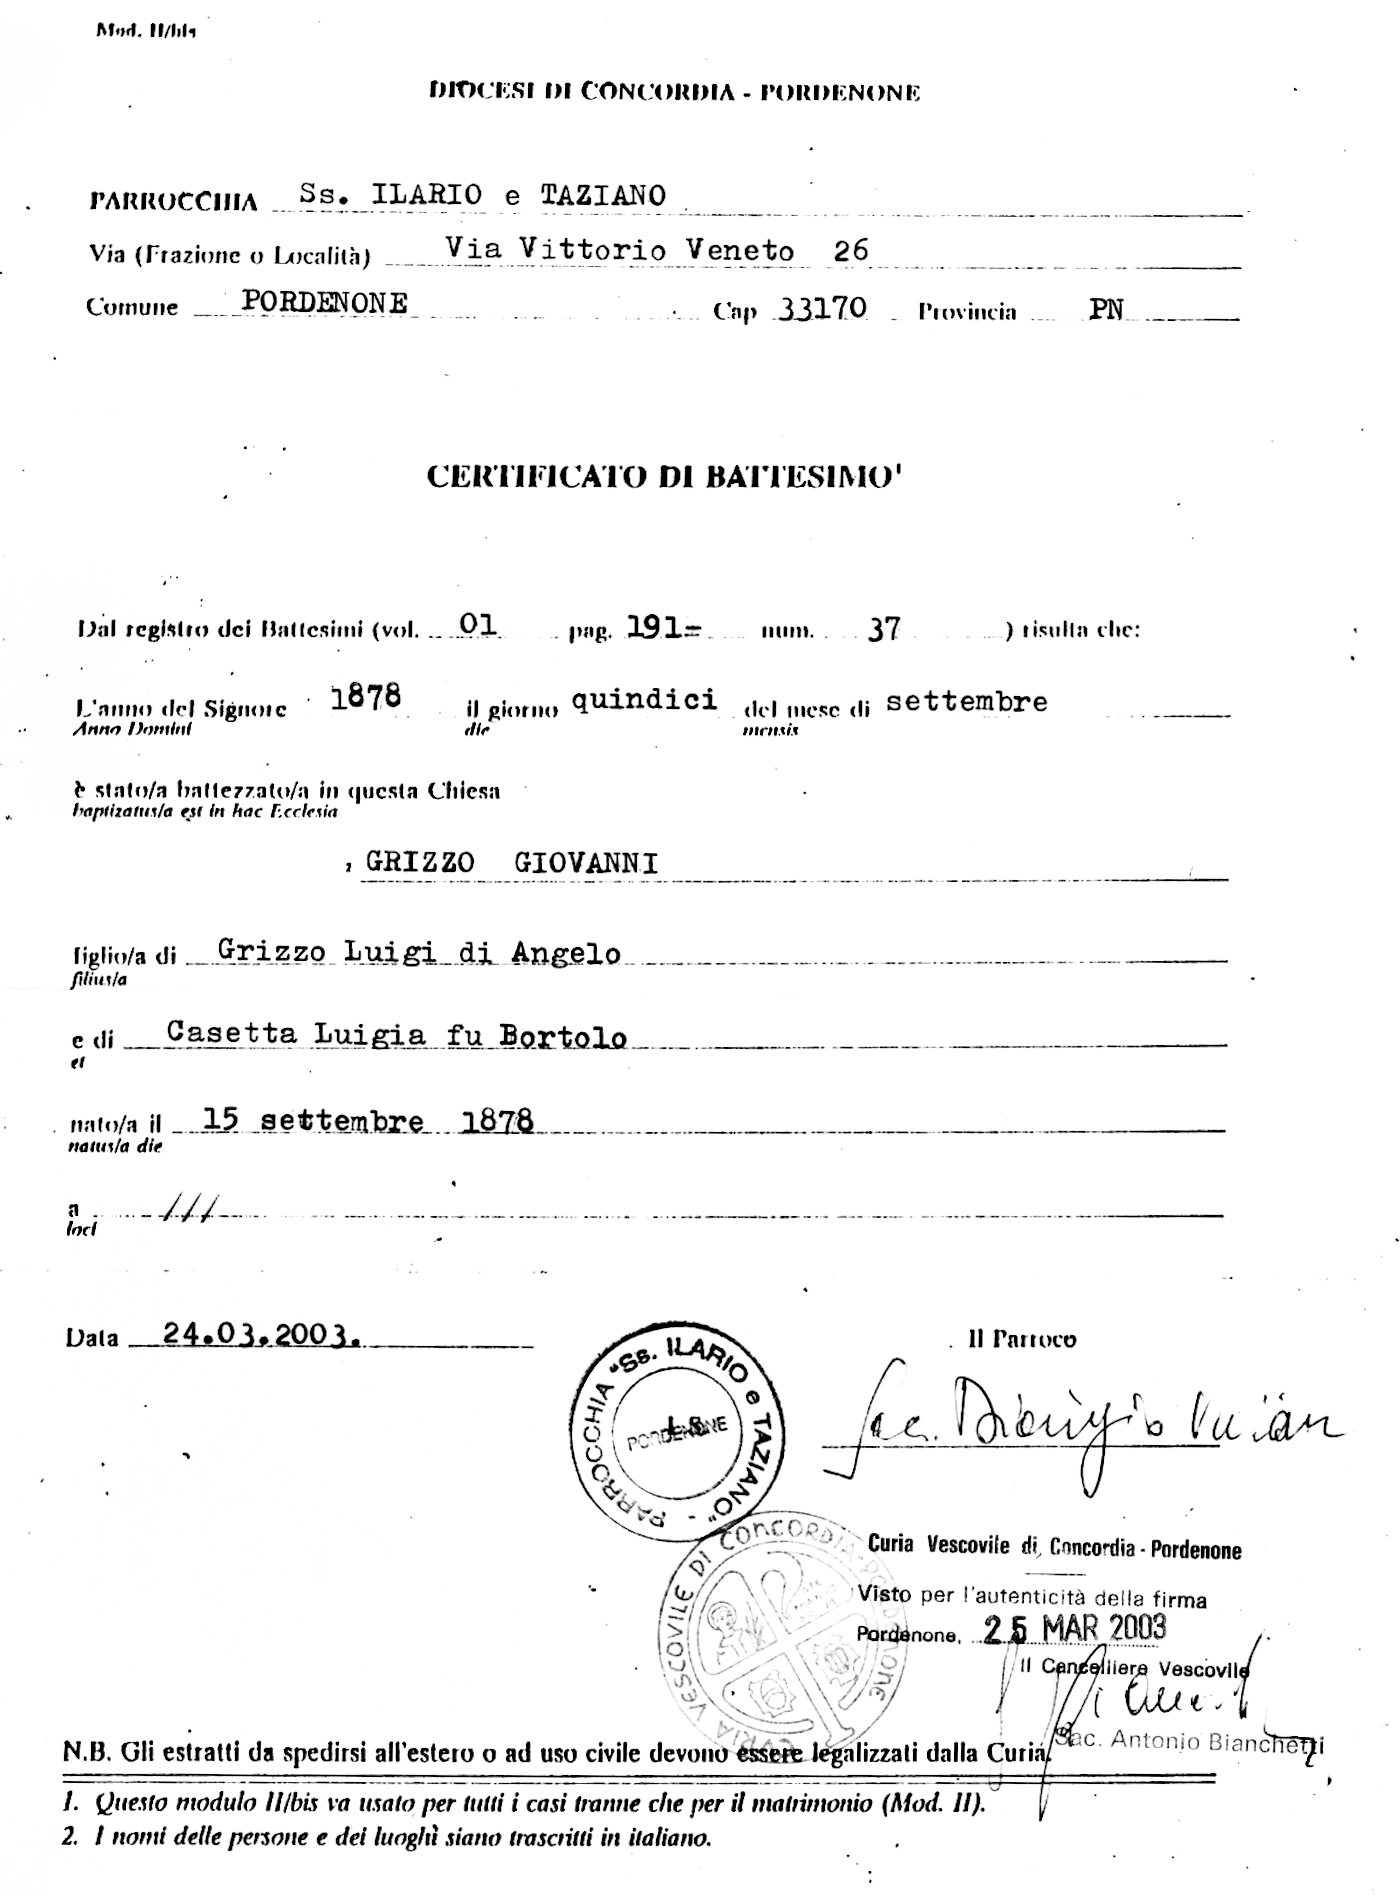 Mod. II/bis
DIOCESI DI CONCORDIA - PORDENONE
PARROCCHIA Ss. ILARIO e TAZIANO
Via (Frazione o Località) Via Vittorio Veneto 26
Comune PORDENONE Cap 33170 Provincia PN
CERTIFICATO DI BATTESIMO'
Dal registro dei Battesimi (vol. 01 pag. 191= num. 37 ) risulta che:
L'anno del Signore 1878 il giorno quindici del mese di settembre
Anno Domini die mensis
è stato/a battezzato/a in questa Chiesa
baptizatus/a est in hac Ecclesia
GRIZZO GIOVANNI
figlio/a di Grizzo Luigi di Angelo
filius/a
e di Casetta Luigia fu Bortolo
et
nato/a il 15 settembre 1878
natus/a die
a ///
loci
Data 24.03.2003.
Il Parroco
PARROCCHIA "Ss. ILARIO e TAZIANO" -
PORDENONE
L S
Sac. Dionigio
Curia Vescovile di Concordia - Pordenone
Visto per l'autenticità della firma
Pordenone, 25 MAR 2003
Il Cancelliere Vescovile
Sac. Antonio Bianchetti
CURIA VESCOVILE DI CONCORDIA-PORDENONE
N.B. Gli estratti da spedirsi all'estero o ad uso civile devono essere legalizzati dalla Curia.
1. Questo modulo II/bis va usato per tutti i casi tranne che per il matrimonio (Mod. II).
2. I nomi delle persone e dei luoghi siano trascritti in italiano.